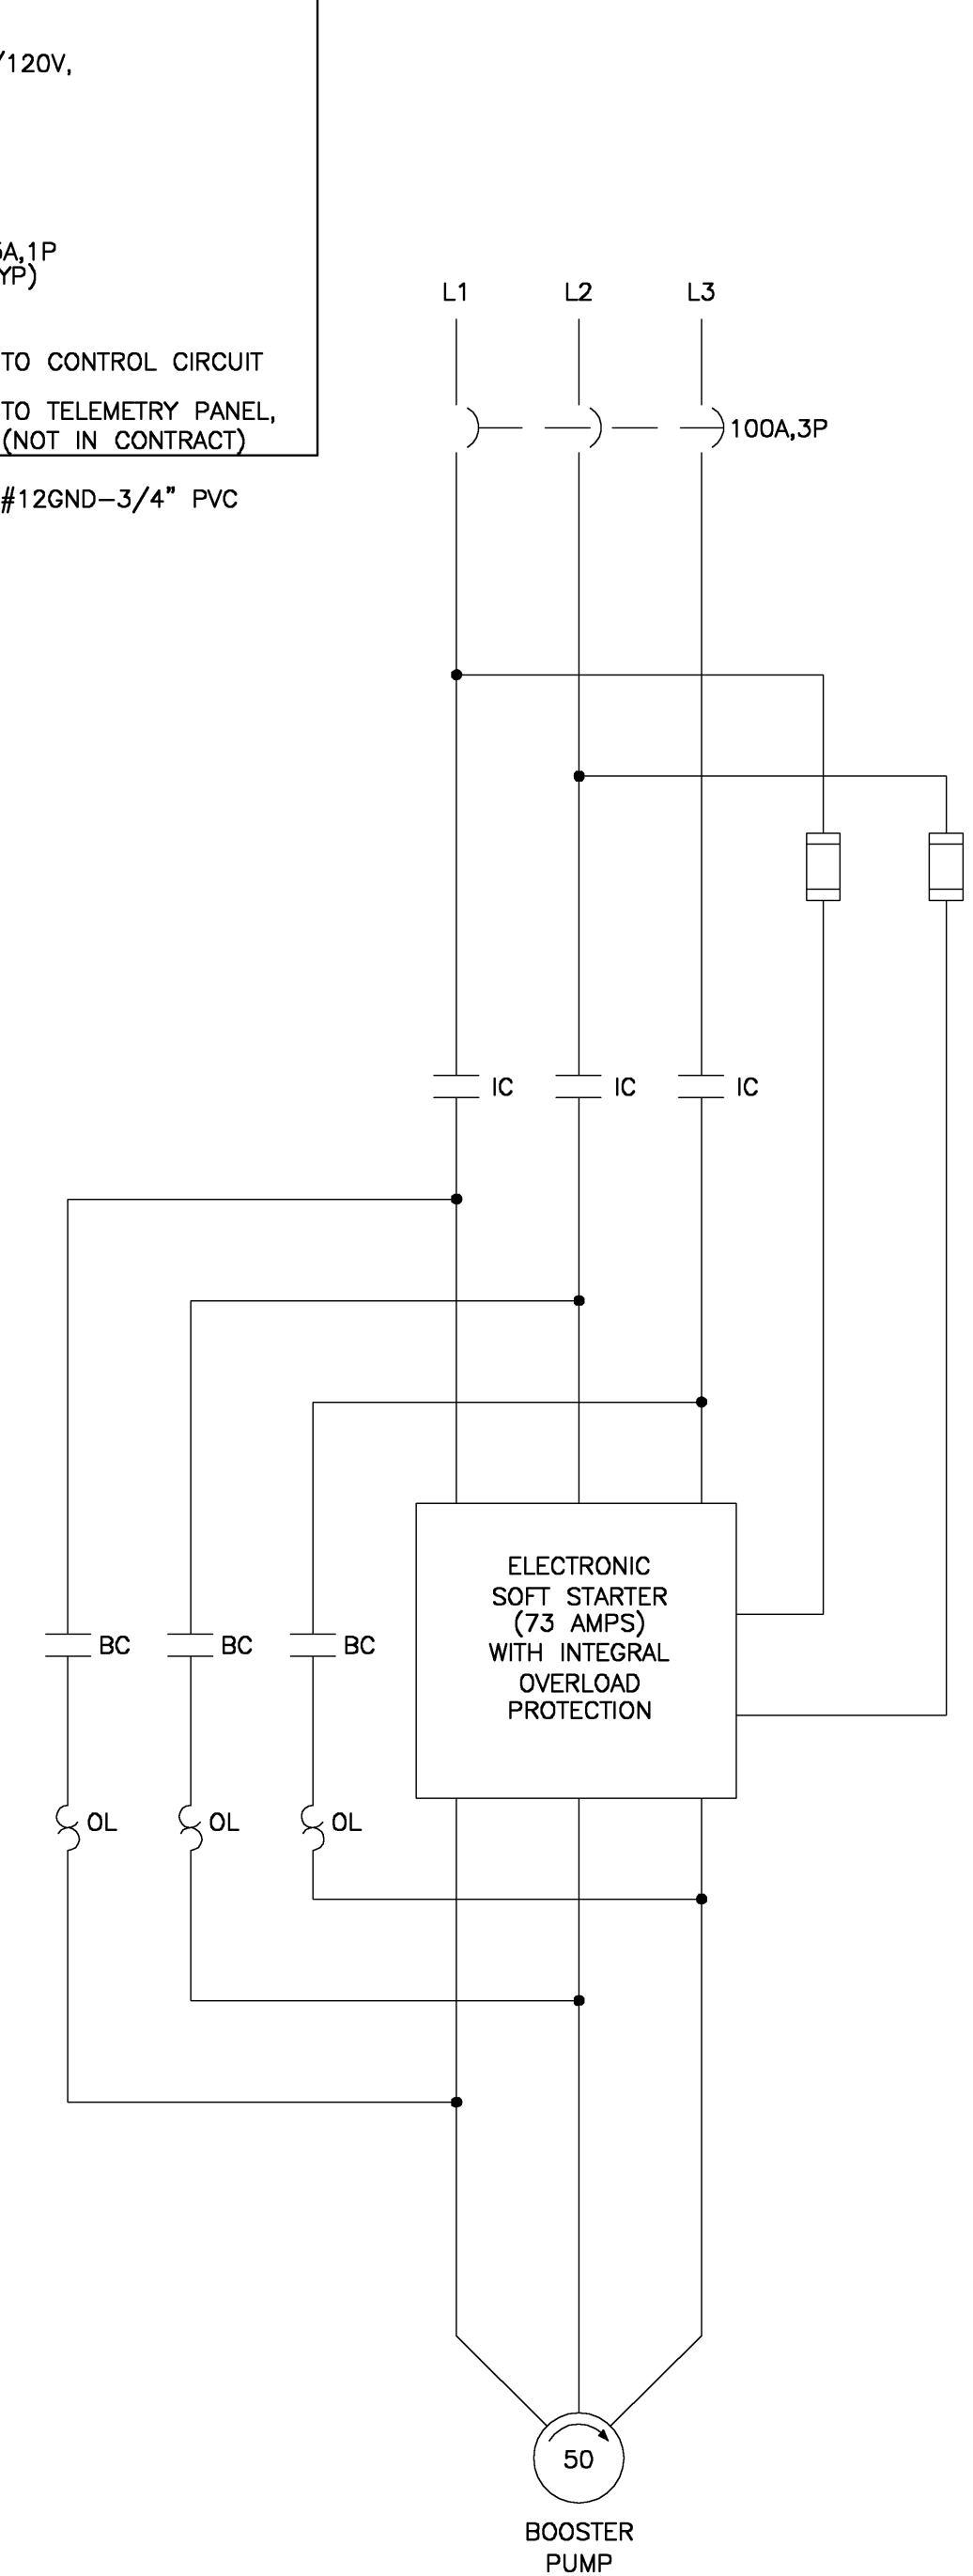 /120V,
A,1P
YP)
TO CONTROL CIRCUIT
TO TELEMETRY PANEL,
(NOT IN CONTRACT)
#12GND-3/4" PVC
L1 L2 L3
100A,3P
IC IC IC
ELECTRONIC
SOFT STARTER
(73 AMPS)
WITH INTEGRAL
OVERLOAD
PROTECTION
BC BC BC
OL OL OL
50
BOOSTER
PUMP